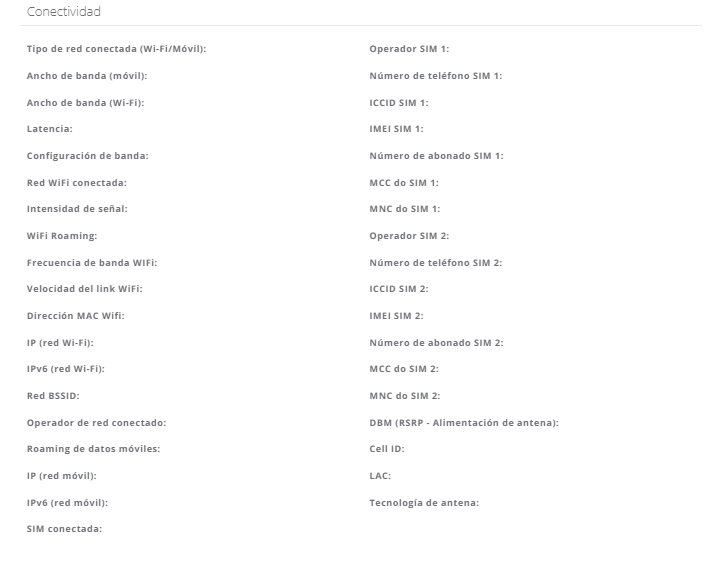 Conectividad
Tipo de red conectada (Wi-Fi/Móvil):
Ancho de banda (móvil):
Ancho de banda (Wi-Fi):
Latencia:
Configuración de banda:
Red WiFi conectada:
Intensidad de señal:
WiFi Roaming:
Frecuencia de banda WIFi:
Velocidad del link WiFi:
Dirección MAC Wifi:
IP (red Wi-Fi):
IPv6 (red Wi-Fi):
Red BSSID:
Operador de red conectado:
Roaming de datos móviles:
IP (red móvil):
IPv6 (red móvil):
SIM conectada:
Operador SIM 1:
Número de teléfono SIM 1:
ICCID SIM 1:
IMEI SIM 1:
Número de abonado SIM 1:
MCC do SIM 1:
MNC do SIM 1:
Operador SIM 2:
Número de teléfono SIM 2:
ICCID SIM 2:
IMEI SIM 2:
Número de abonado SIM 2:
MCC do SIM 2:
MNC do SIM 2:
DBM (RSRP - Alimentación de antena):
Cell ID:
LAC:
Tecnología de antena: